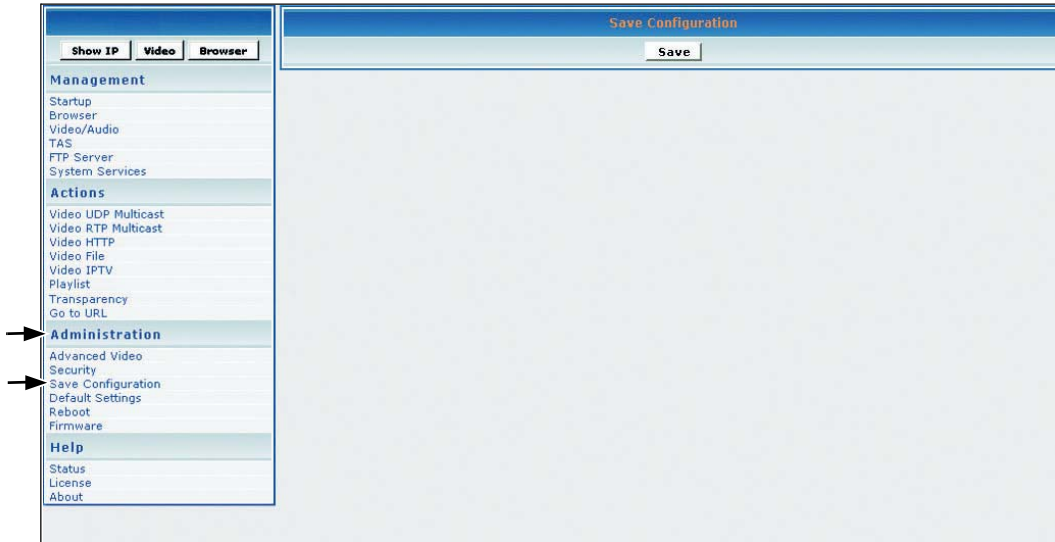 Save Configuration
Save
Show IP Video Browser
Management
Startup
Browser
Video/Audio
TAS
FTP Server
System Services
Actions
Video UDP Multicast
Video RTP Multicast
Video HTTP
Video File
Video IPTV
Playlist
Transparency
Go to URL
Administration
Advanced Video
Security
Save Configuration
Default Settings
Reboot
Firmware
Help
Status
License
About